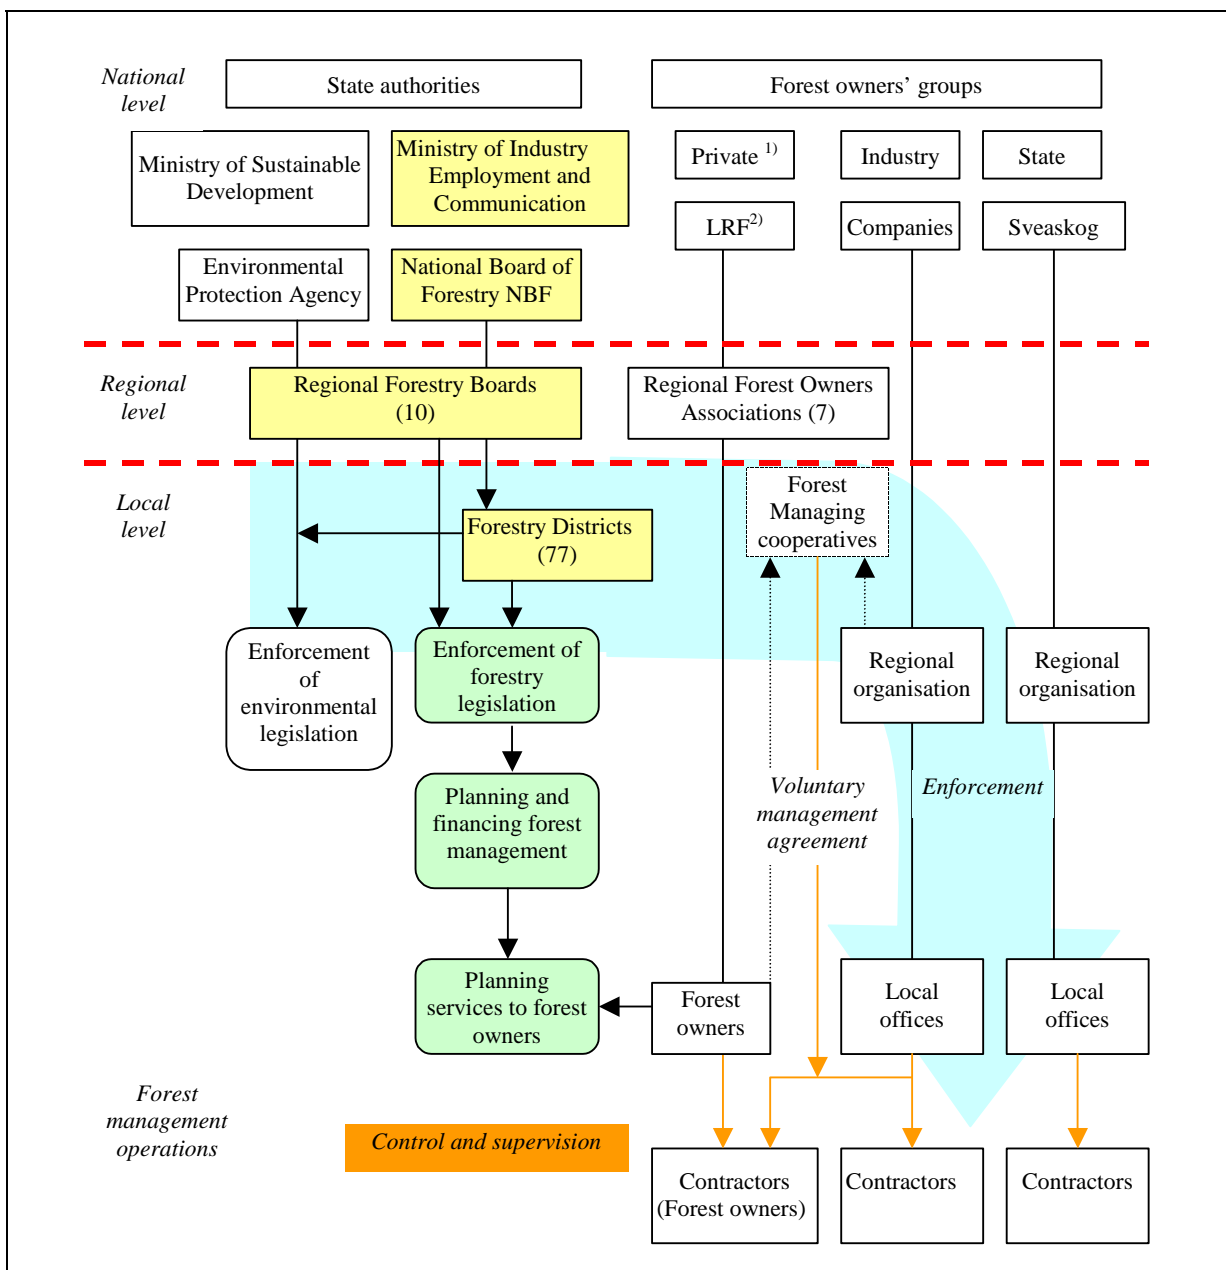 National
level
State authorities
Forest owners' groups
Ministry of Sustainable
Development
Ministry of Industry
Employment and
Communication
Private 1)
Industry
State
LRF2)
Companies
Sveaskog
Environmental
Protection Agency
National Board of
Forestry NBF
Regional
level
Regional Forestry Boards
(10)
Regional Forest Owners
Associations (7)
Local
level
Forest
Managing
cooperatives
Forestry Districts
(77)
Enforcement
of
environmental
legislation
Enforcement of
forestry
legislation
Regional
organisation
Regional
organisation
Planning and
financing forest
management
Voluntary
management
agreement
Enforcement
Planning
services to forest
owners
Forest
owners
Local
offices
Local
offices
Forest
management
operations
Control and supervision
Contractors
(Forest owners)
Contractors
Contractors